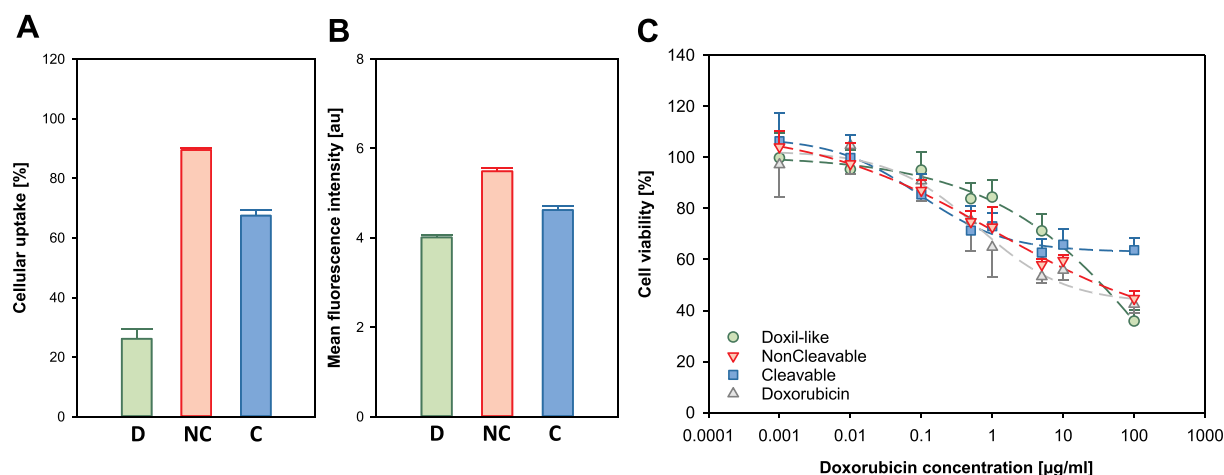 A
Cellular uptake [%]
120
100
80
60
40
20
0
D NC C
B
Mean fluorescence intensity [au]
8
6
4
2
0
D NC C
C
Cell viability [%]
140
120
100
80
60
40
20
0
Doxil-like
NonCleavable
Cleavable
Doxorubicin
0.0001 0.001 0.01 0.1 1 10 100 1000
Doxorubicin concentration [µg/ml]